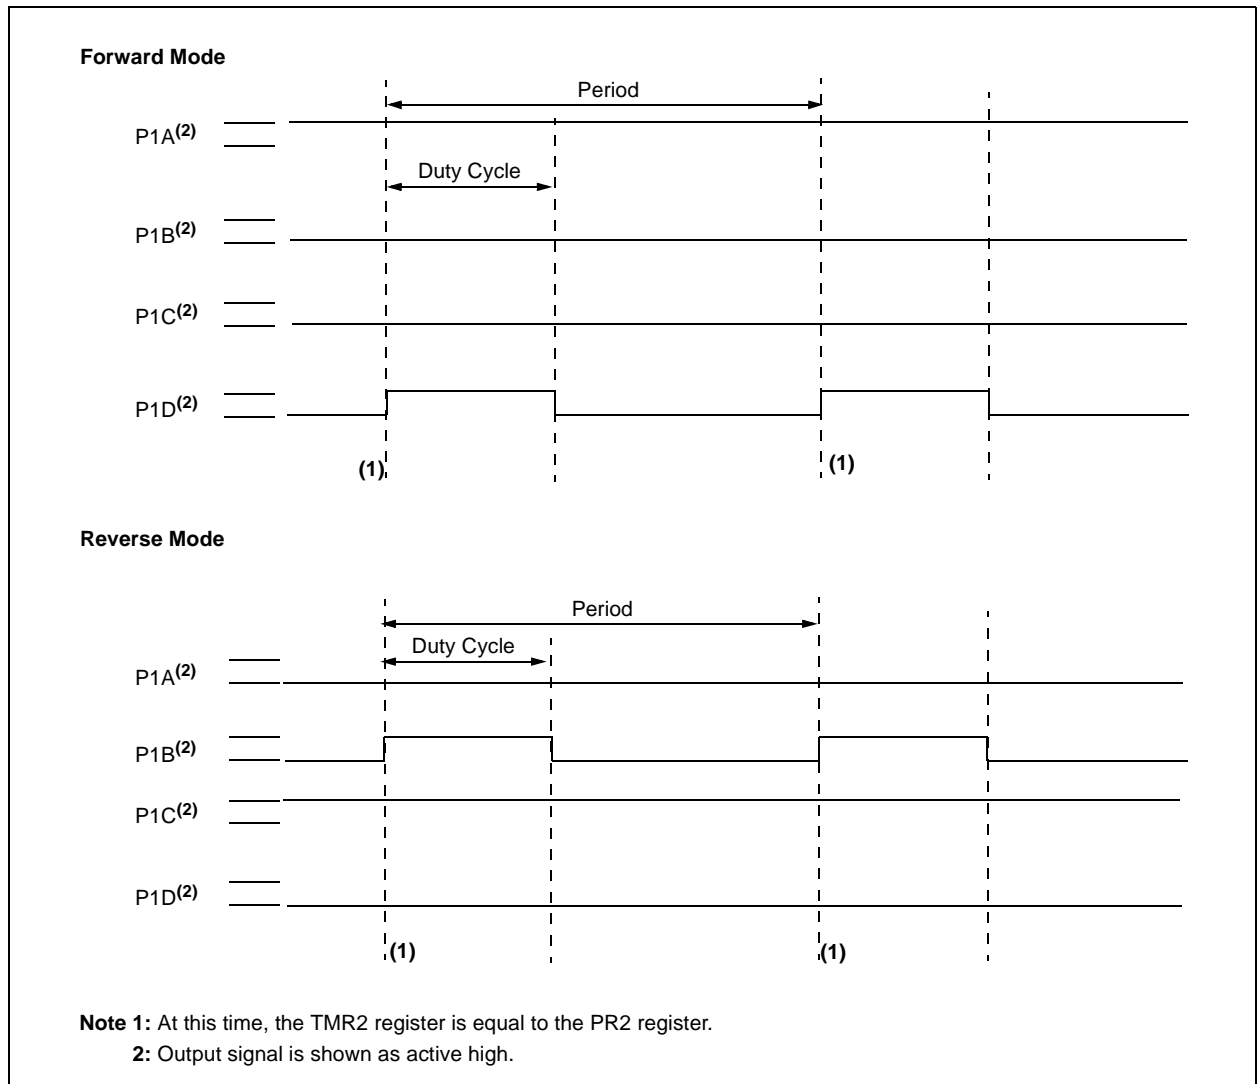 Forward Mode
Period
P1A(2)
Duty Cycle
P1B(2)
P1C(2)
P1D(2)
(1)
(1)
Reverse Mode
Period
Duty Cycle
P1A(2)
P1B(2)
P1C(2)
P1D(2)
(1)
(1)
Note 1: At this time, the TMR2 register is equal to the PR2 register.
2: Output signal is shown as active high.